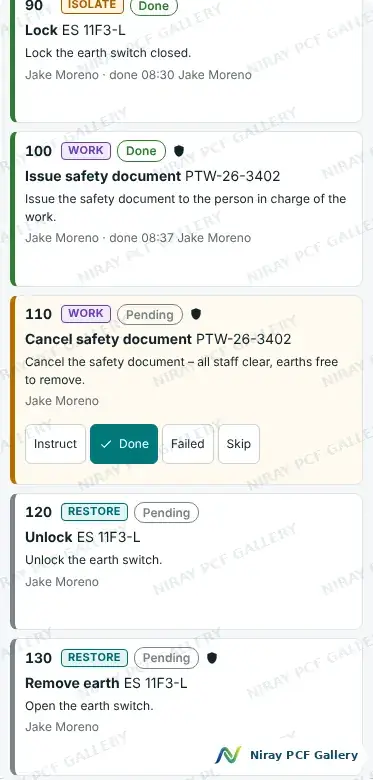 90 ISOLATE Done
Lock ES 11F3-L
Lock the earth switch closed.
Jake Moreno · done 08:30 Jake Moreno
100 WORK Done
Issue safety document PTW-26-3402
Issue the safety document to the person in charge of the
work.
Jake Moreno · done 08:37 Jake Moreno
110 WORK Pending
Cancel safety document PTW-26-3402
Cancel the safety document – all staff clear, earths free
to remove.
Jake Moreno
Instruct ✓ Done Failed Skip
120 RESTORE Pending
Unlock ES 11F3-L
Unlock the earth switch.
Jake Moreno
130 RESTORE Pending
Remove earth ES 11F3-L
Open the earth switch.
Jake Moreno
Niray PCF Gallery
NIRAY PCF GALLERY